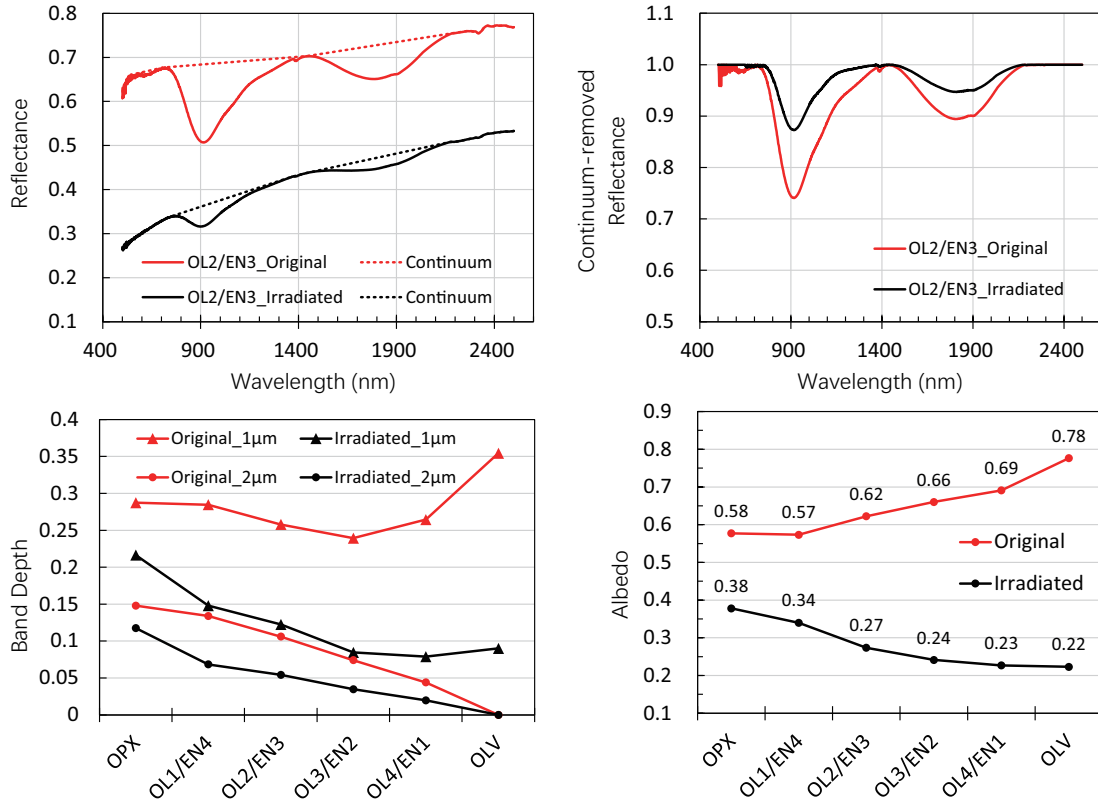 0.8
0.7
0.6
0.5
0.4
0.3
0.2
0.1
Reflectance
OL2/EN3_Original
Continuum
OL2/EN3_Irradiated
Continuum
400
900
1400
1900
2400
Wavelength (nm)
1.1
1.0
0.9
0.8
0.7
0.6
0.5
Continuum-removed
Reflectance
OL2/EN3_Original
OL2/EN3_Irradiated
400
900
1400
1900
2400
Wavelength (nm)
0.4
0.35
0.3
0.25
0.2
0.15
0.1
0.05
0
Band Depth
Original_1μm
Irradiated_1μm
Original_2μm
Irradiated_2μm
OPX
OL1/EN4
OL2/EN3
OL3/EN2
OL4/EN1
OLV
0.9
0.8
0.7
0.6
0.5
0.4
0.3
0.2
0.1
Albedo
0.58
0.57
0.62
0.66
0.69
0.78
Original
Irradiated
0.38
0.34
0.27
0.24
0.23
0.22
OPX
OL1/EN4
OL2/EN3
OL3/EN2
OL4/EN1
OLV